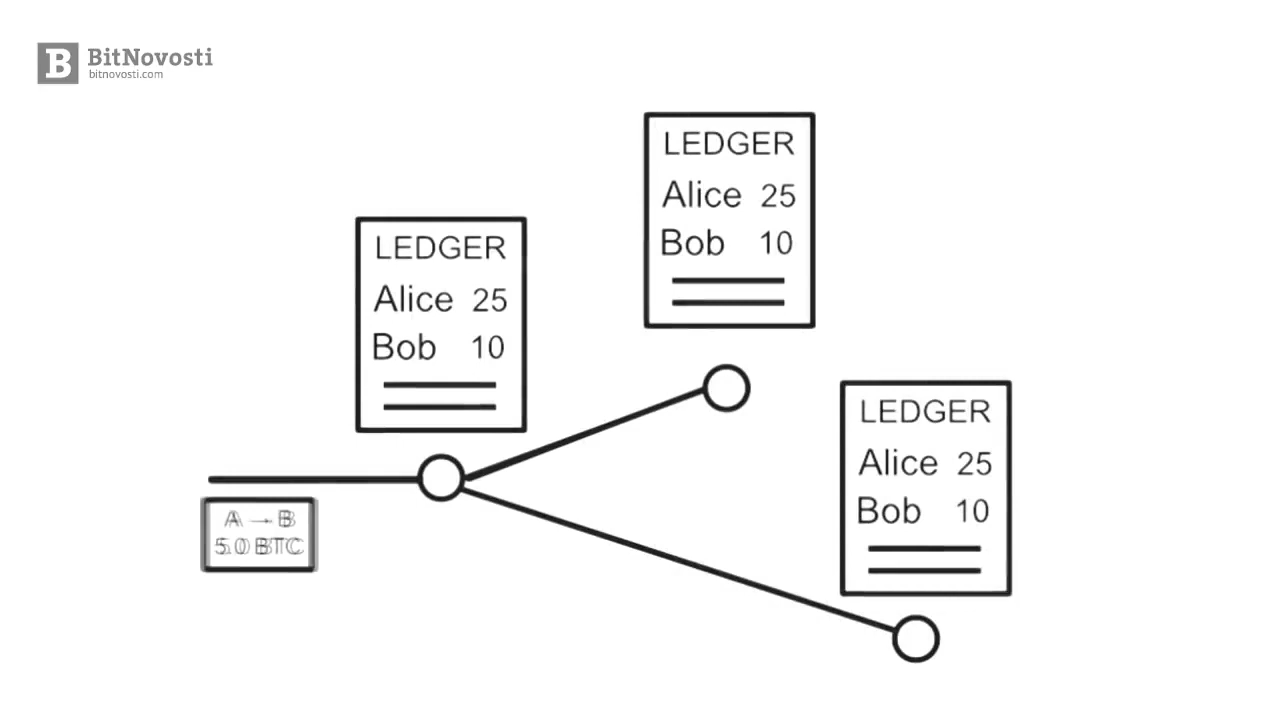 B BitNovosti
bitnovosti.com
LEDGER
Alice 25
Bob 10
LEDGER
Alice 25
Bob 10
LEDGER
Alice 25
Bob 10
A → B
5.0 BTC